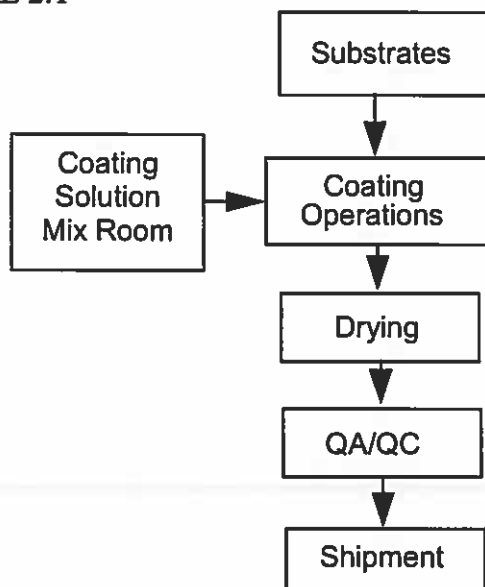 Substrates
Coating
Solution
Mix Room
Coating
Operations
Drying
QA/QC
Shipment